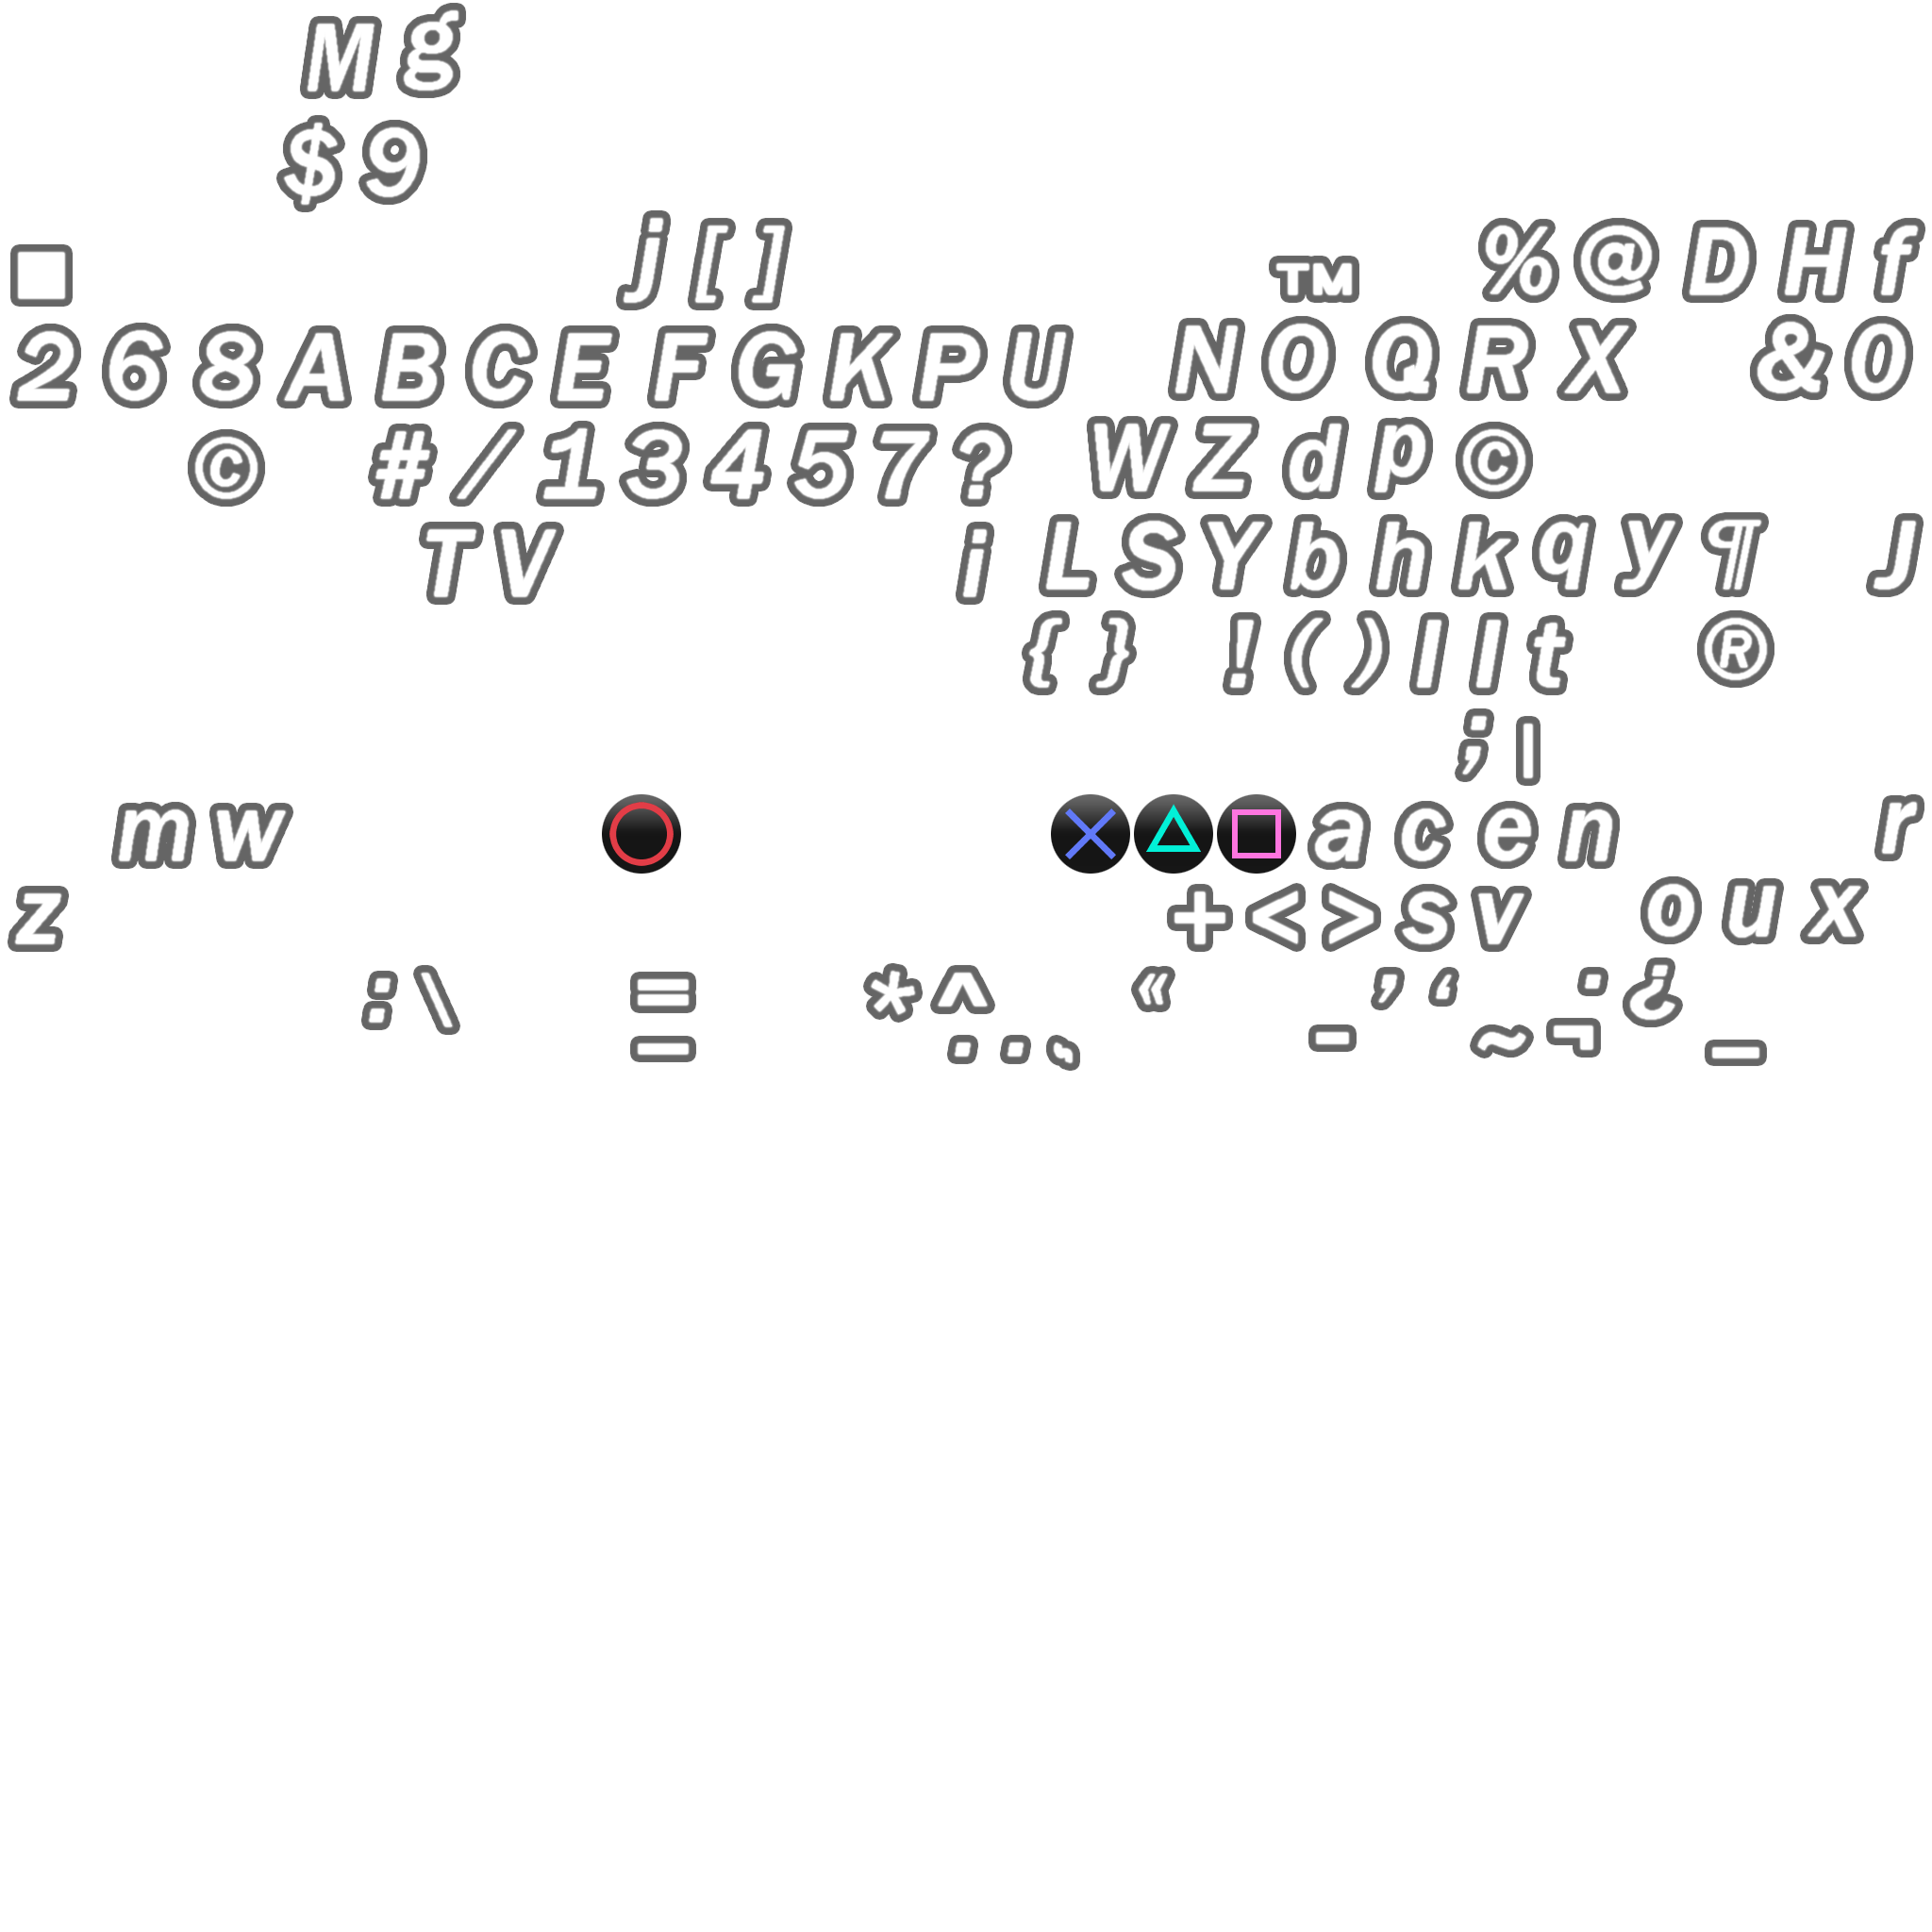 M g
$ 9
□ j [ ] ™ % @ D H f
2 6 8 A B C E F G K P U N O Q R X & 0
© # / 1 3 4 5 7 ? W Z d p ©
T V i L S Y b h k q y ¶ J
{ } ! ( ) I l t ®
; |
m w ○ ✕ △ □ a c e n r
z + < > s v o u x
: \ = * ^ « ’ ‘ · ¿
_ . . - ~ ¬ _